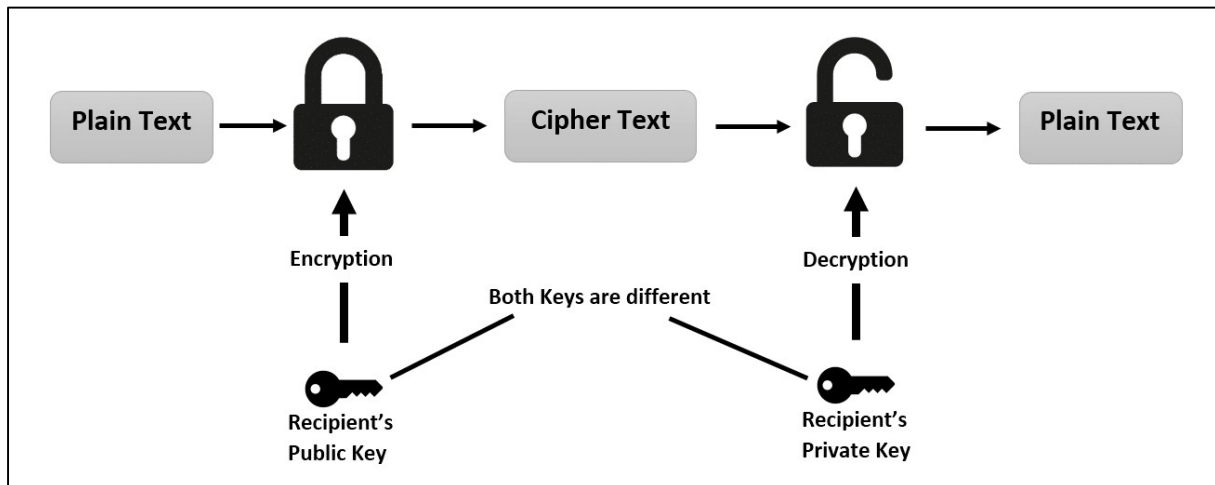 Plain Text
Cipher Text
Plain Text
Encryption
Decryption
Both Keys are different
Recipient’s
Public Key
Recipient’s
Private Key